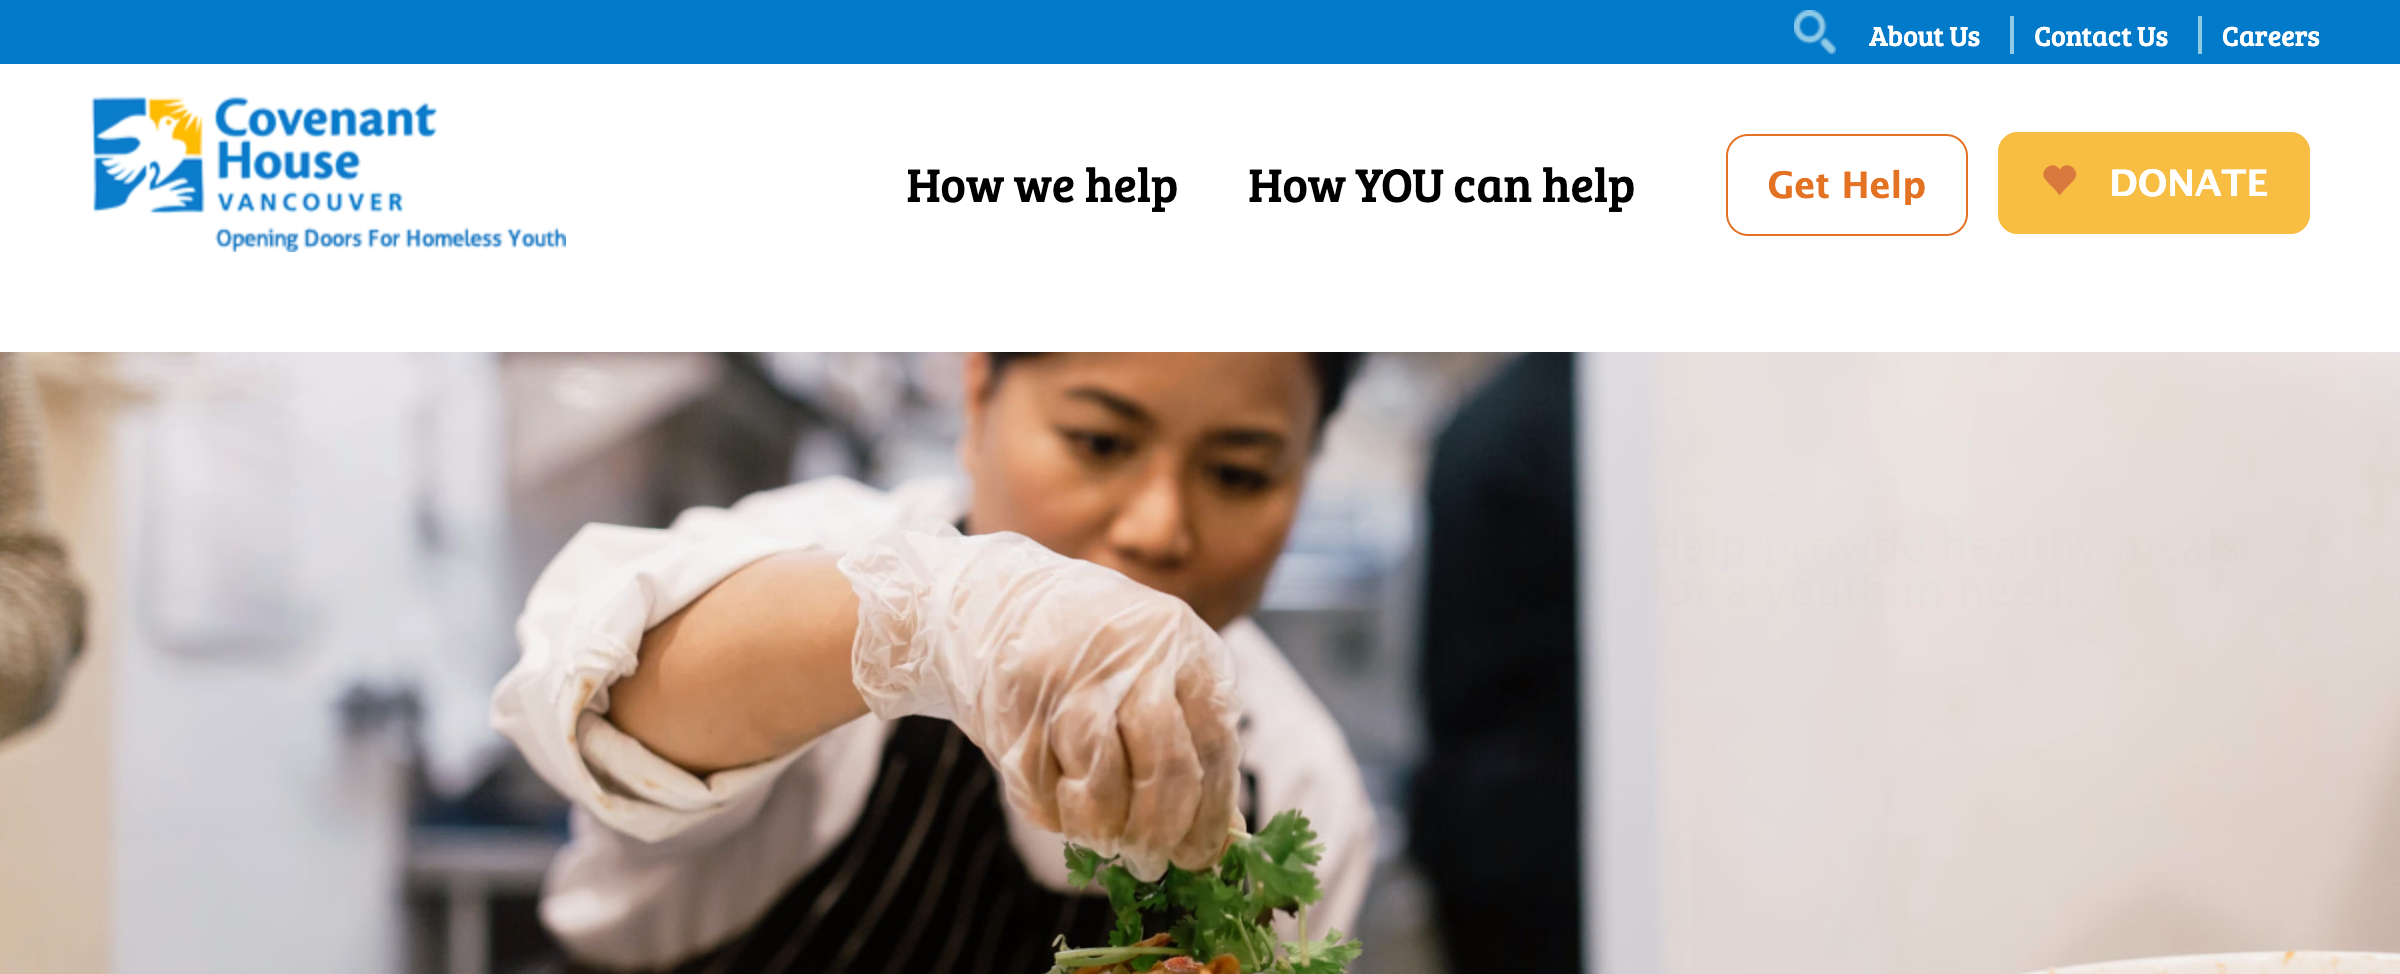 About Us
Contact Us
Careers
Covenant
House
VANCOUVER
Opening Doors For Homeless Youth
How we help
How YOU can help
Get Help
DONATE
Help provide healthy meals
for a youth in need...